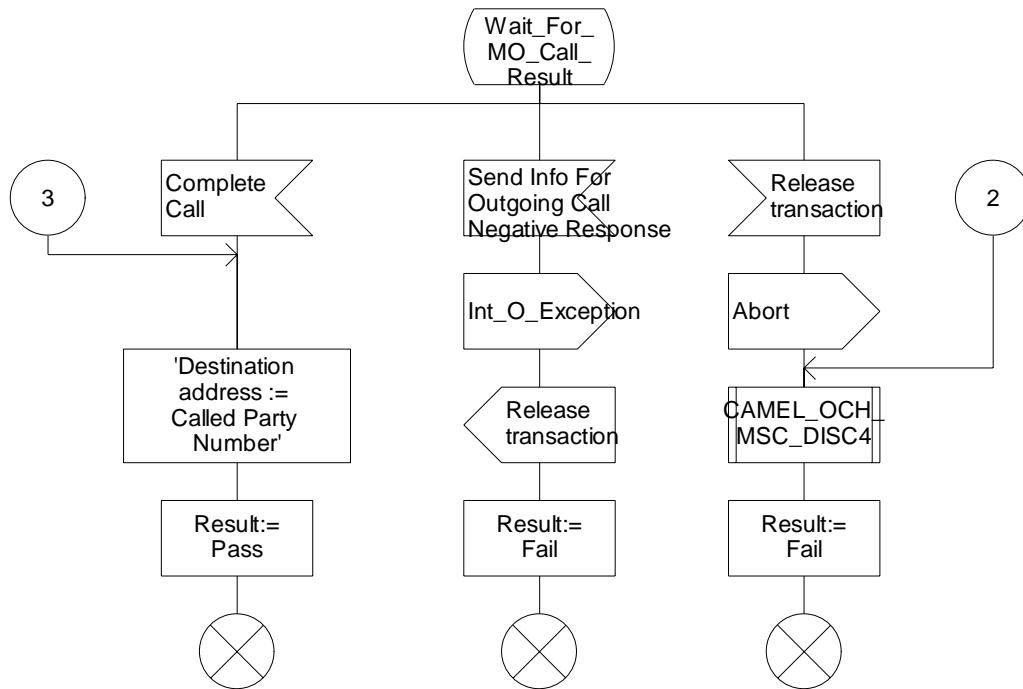 Wait_For_
MO_Call_
Result
3
Complete
Call
Send Info For
Outgoing Call
Negative Response
Release
transaction
2
Int_O_Exception
Abort
'Destination
address :=
Called Party
Number'
Release
transaction
CAMEL_OCH_
MSC_DISC4
Result:=
Pass
Result:=
Fail
Result:=
Fail